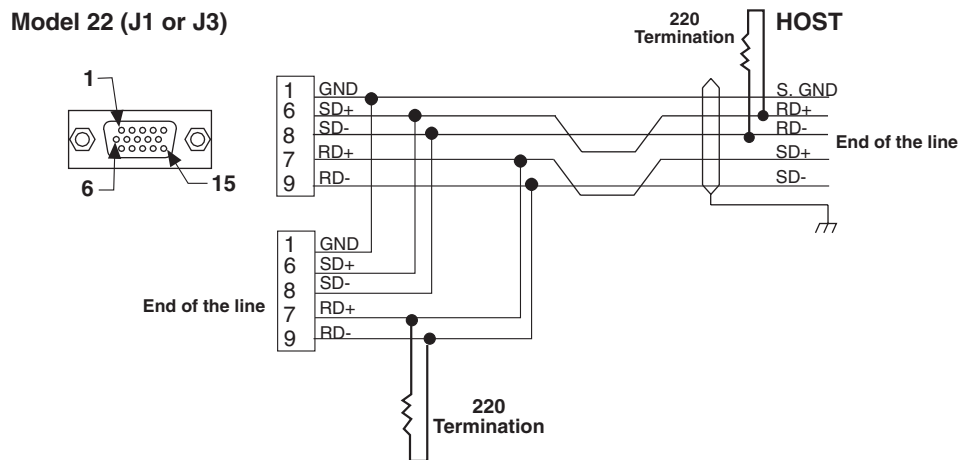 Model 22 (J1 or J3)
220
Termination
HOST
1
6
15
1 GND
6 SD+
8 SD-
7 RD+
9 RD-
S. GND
RD+
RD-
SD+
SD-
End of the line
1 GND
6 SD+
8 SD-
7 RD+
9 RD-
End of the line
220
Termination